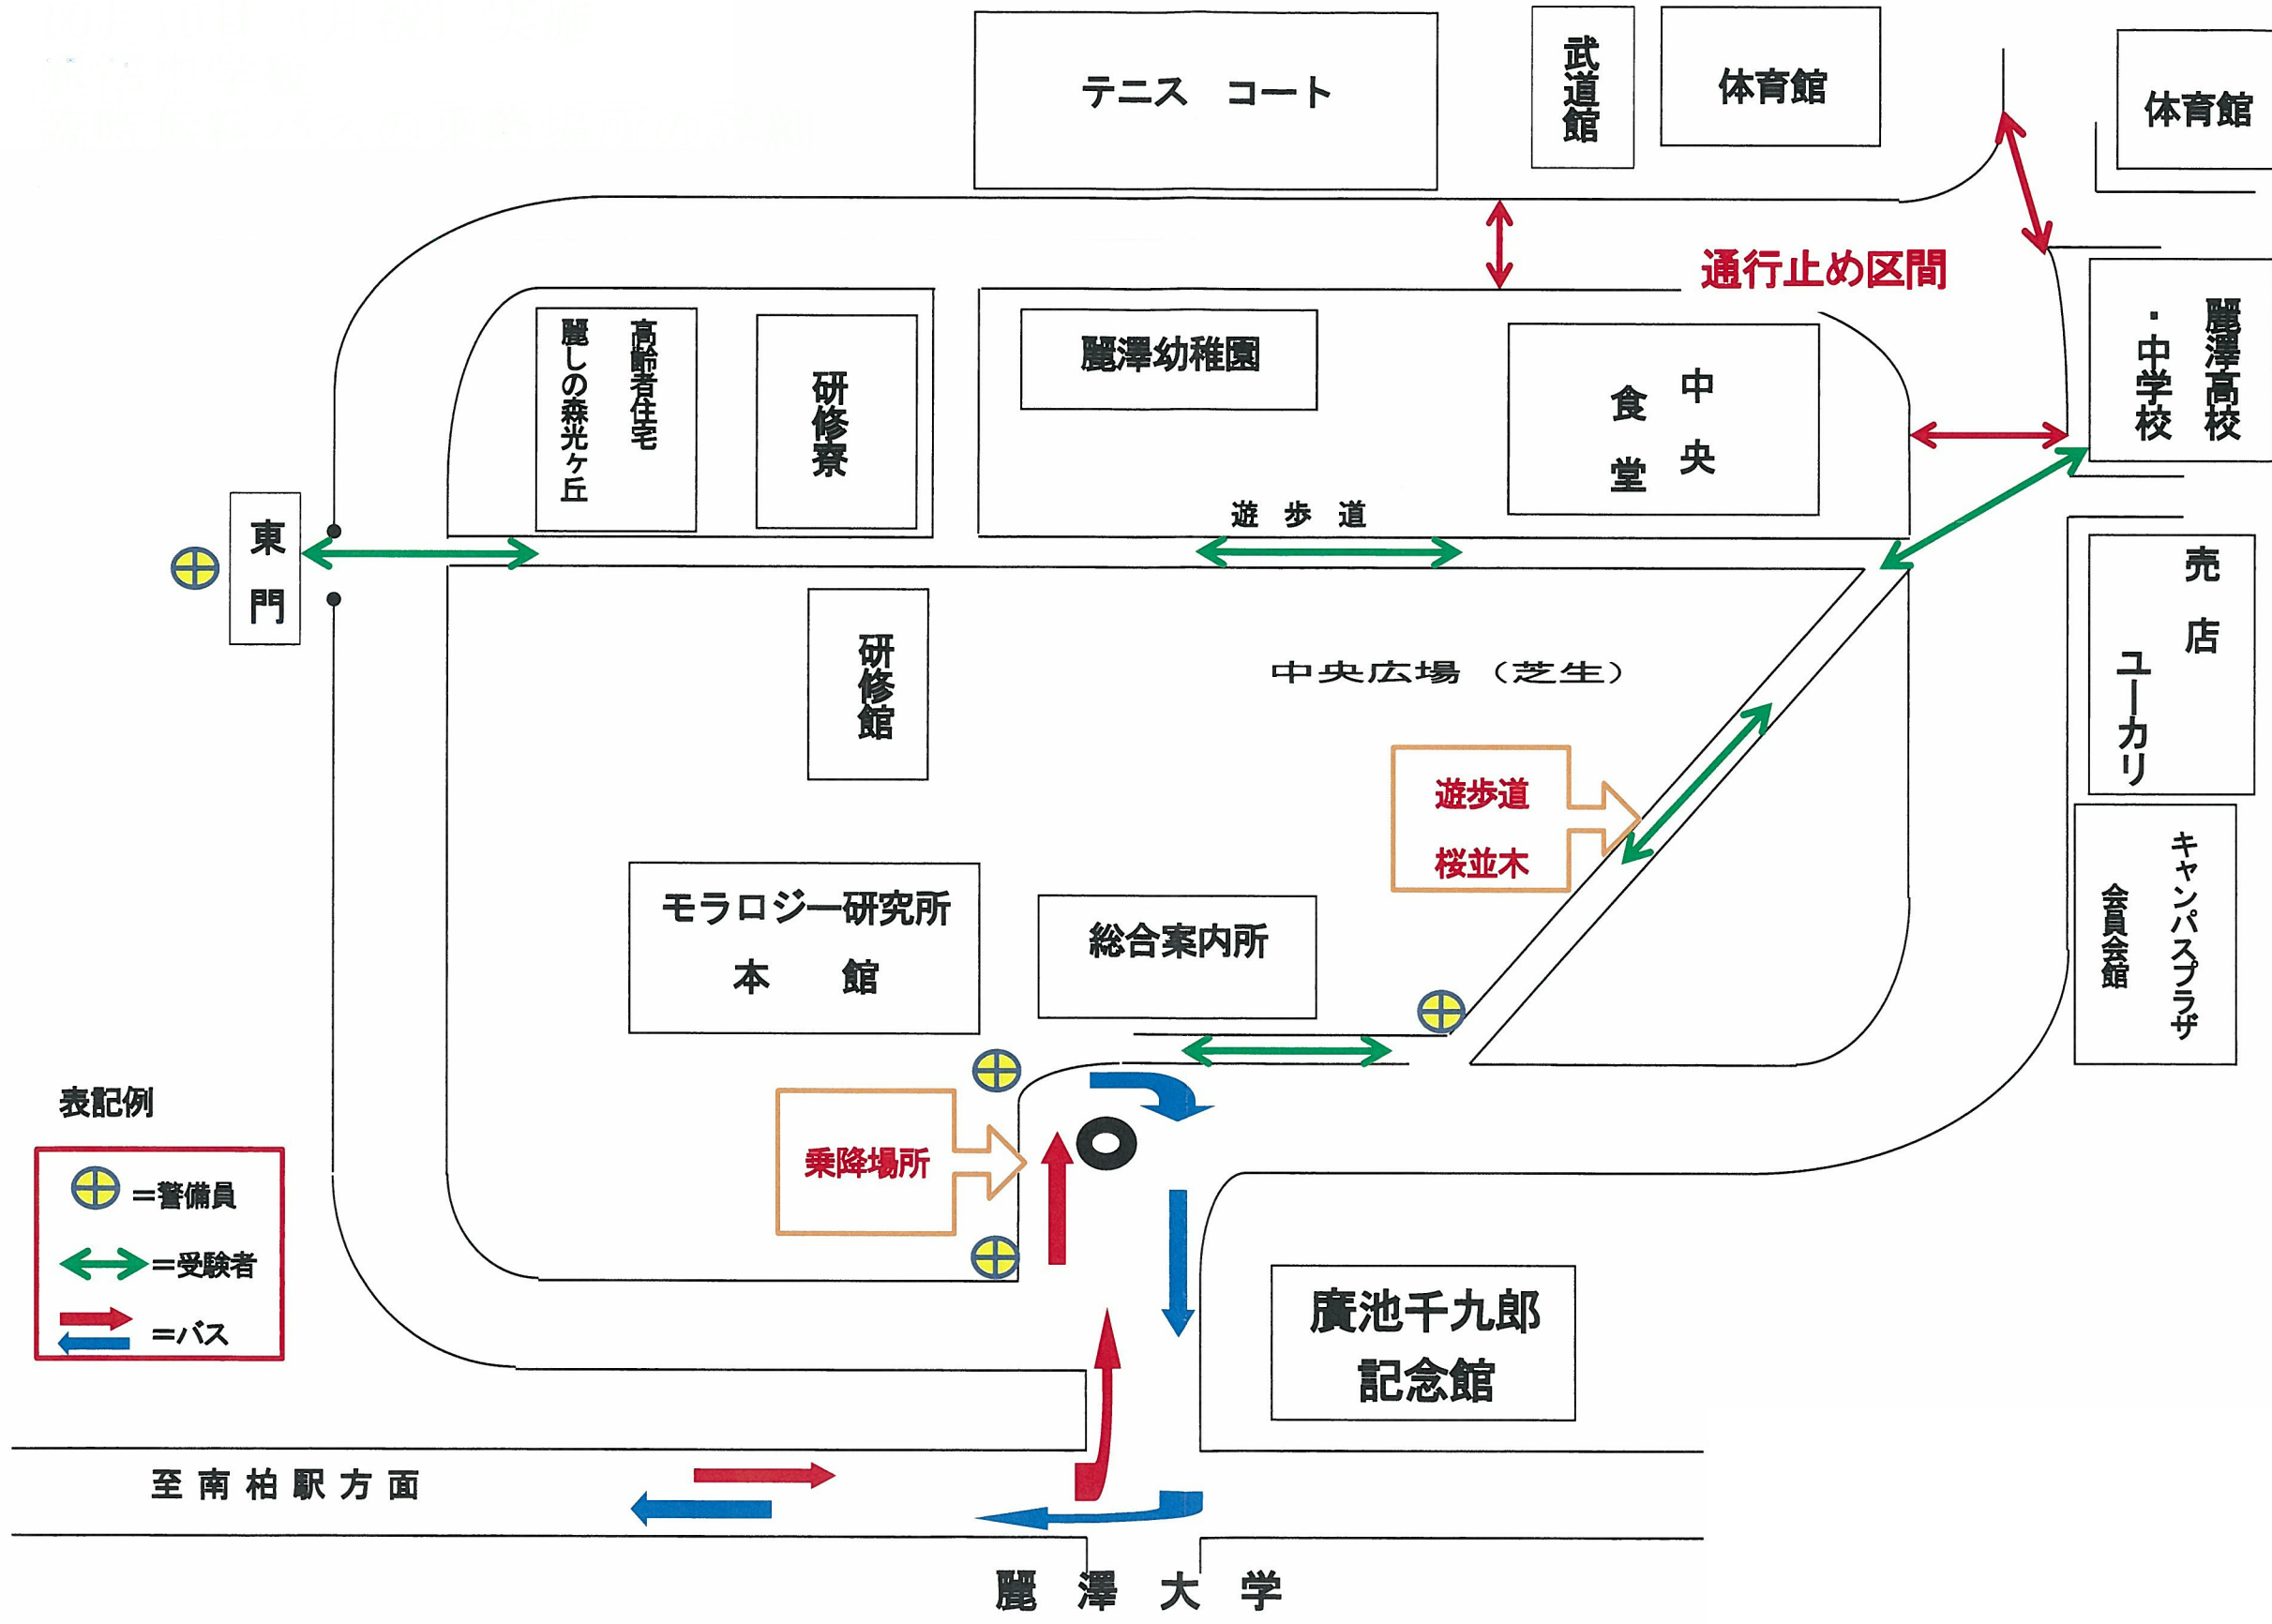 テニス　コート
武道館
体育館
体育館
通行止め区間
高齢者住宅
麗しの森光ヶ丘
研修寮
麗澤幼稚園
中央
食堂
麗澤高校
・中学校
遊 歩 道
東門
売店
ユーカリ
研修館
中央広場（芝生）
遊歩道
桜並木
キャンパスプラザ
会員会館
モラロジー研究所
本　館
総合案内所
乗降場所
表記例
＝警備員
＝受験者
＝バス
廣池千九郎
記念館
至 南 柏 駅 方 面
麗 澤 大 学